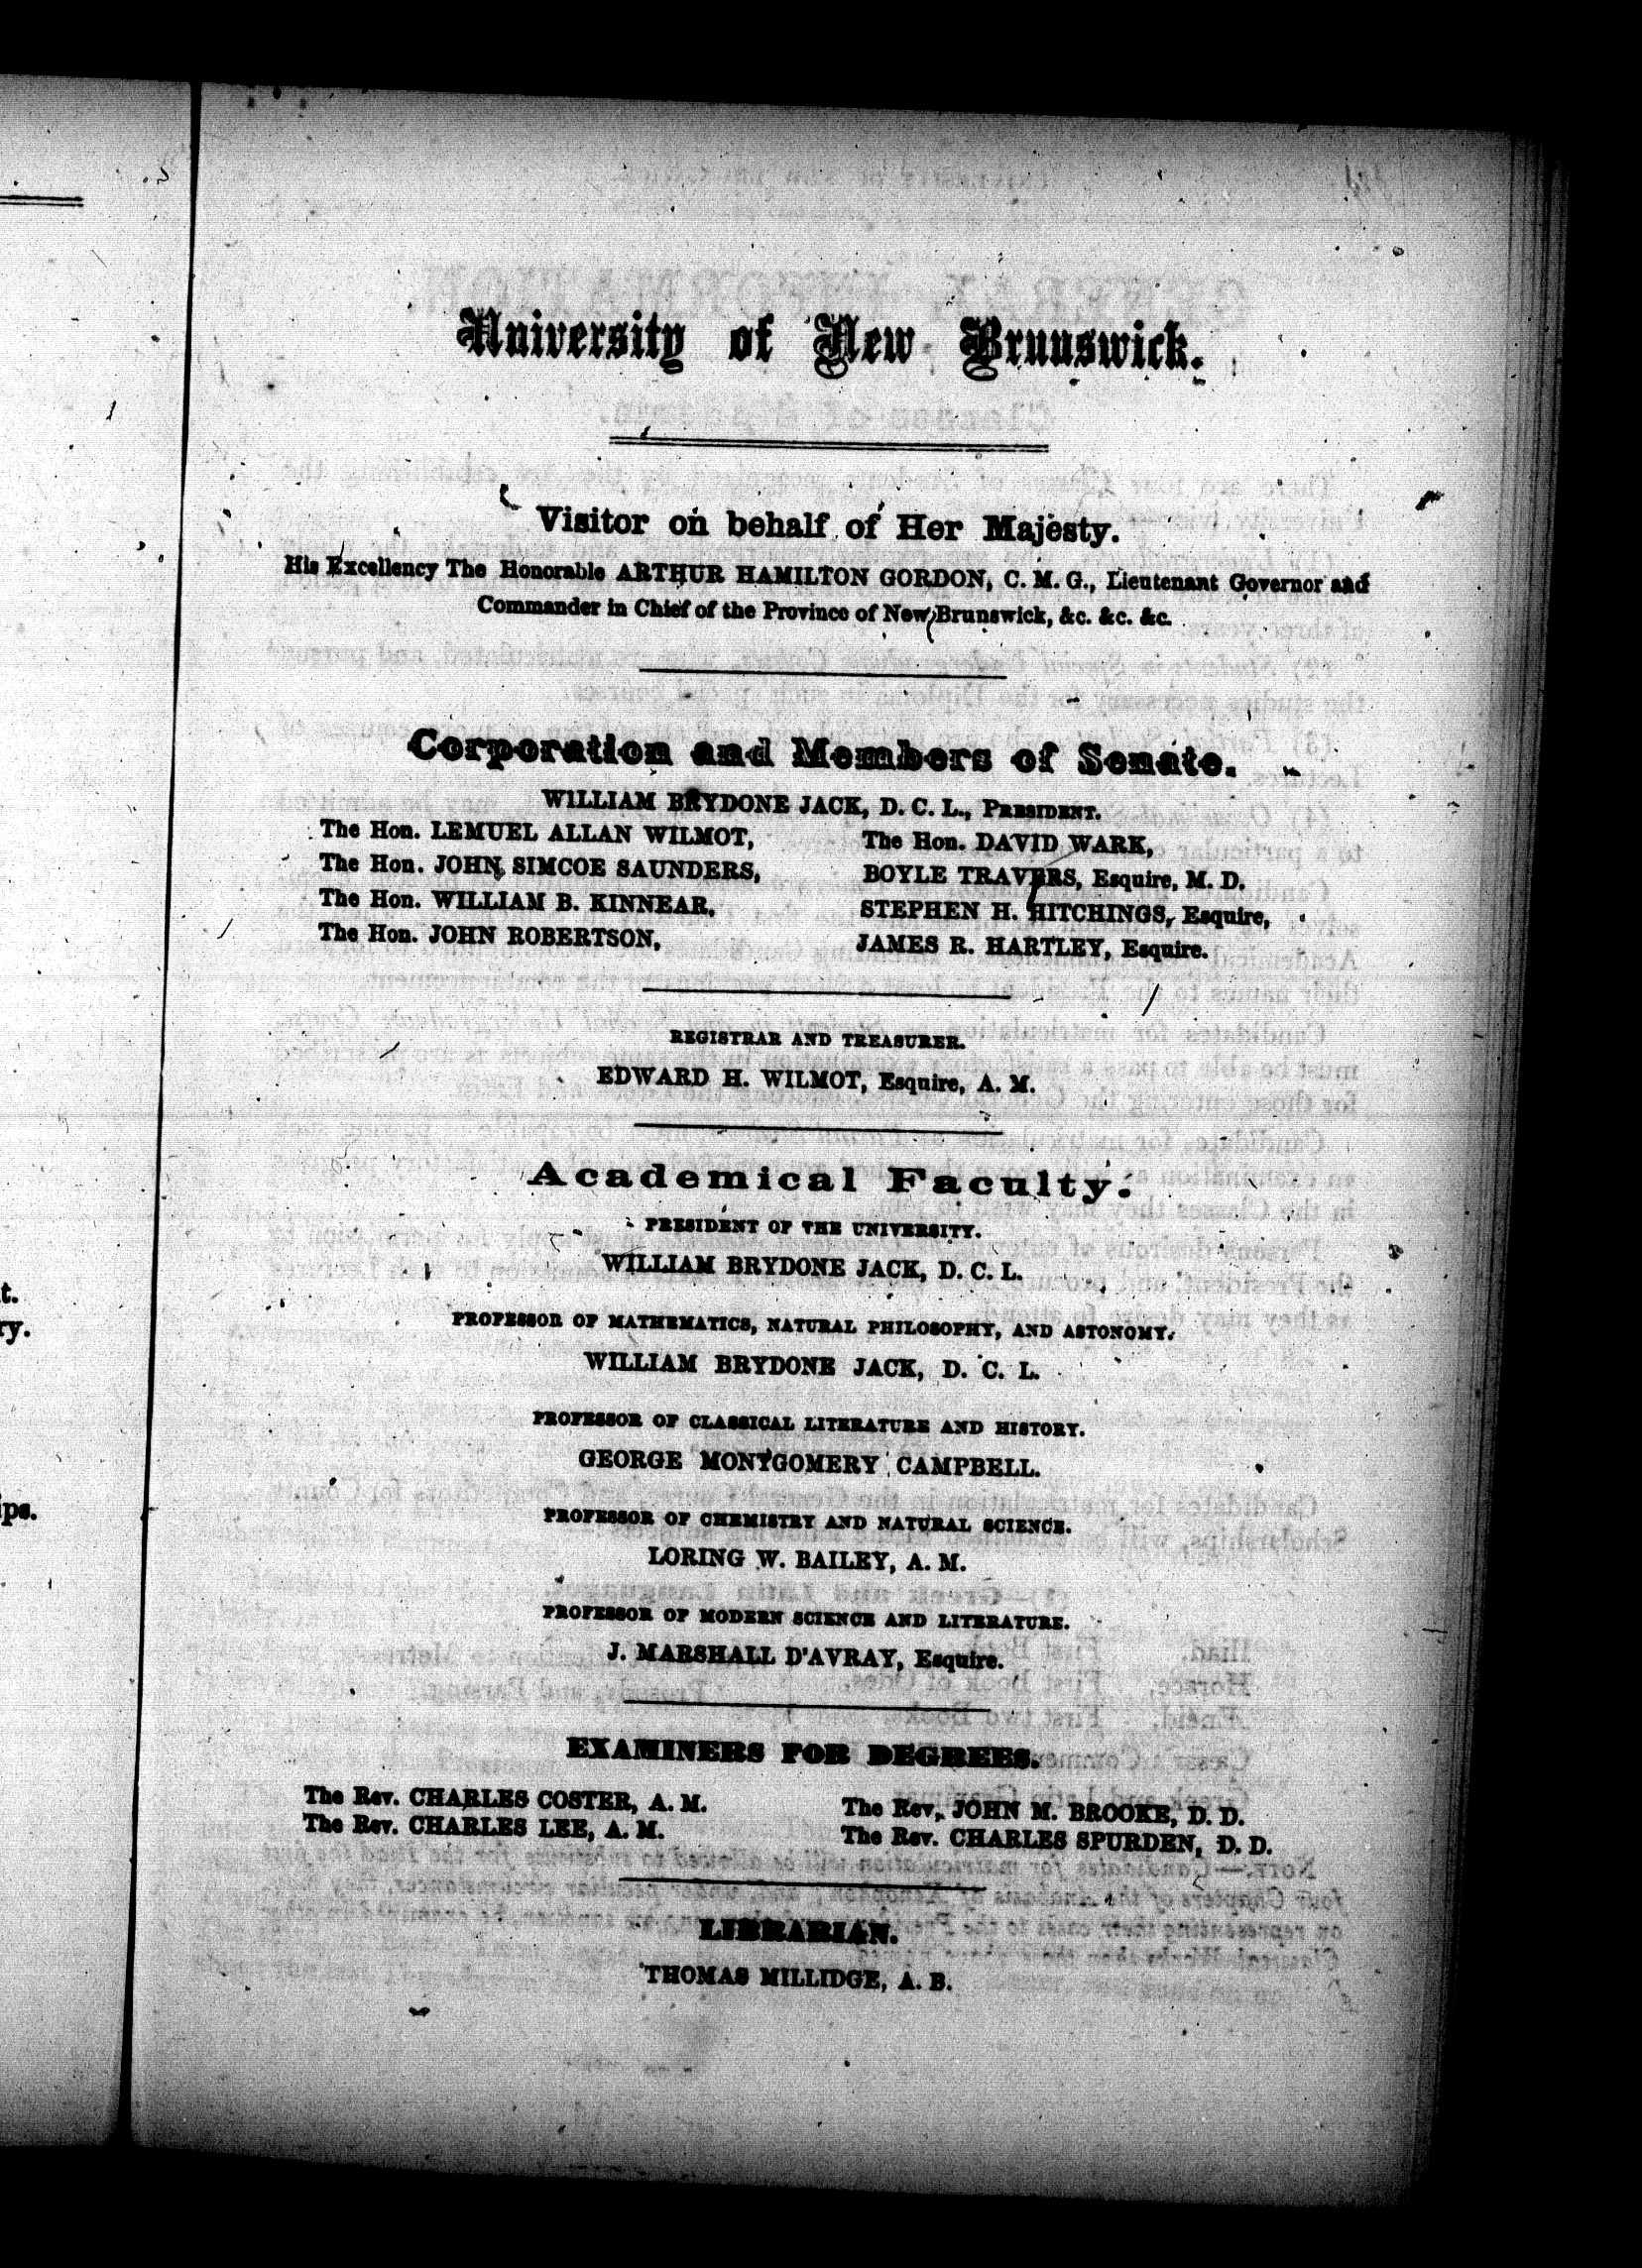 University of New Brunswick.
Visitor on behalf of Her Majesty.
His Excellency The Honorable ARTHUR HAMILTON GORDON, C. M. G., Lieutenant Governor and
Commander in Chief of the Province of New Brunswick, &c. &c. &c.
Corporation and Members of Senate.
WILLIAM BRYDONE JACK, D. C. L., PRESIDENT.
The Hon. LEMUEL ALLAN WILMOT,
The Hon. JOHN SIMCOE SAUNDERS,
The Hon. WILLIAM B. KINNEAR,
The Hon. JOHN ROBERTSON,
The Hon. DAVID WARK,
BOYLE TRAVERS, Esquire, M. D.
STEPHEN H. HITCHINGS, Esquire,
JAMES R. HARTLEY, Esquire.
REGISTRAR AND TREASURER.
EDWARD H. WILMOT, Esquire, A. M.
Academical Faculty.
PRESIDENT OF THE UNIVERSITY.
WILLIAM BRYDONE JACK, D. C. L.
PROFESSOR OF MATHEMATICS, NATURAL PHILOSOPHY, AND ASTONOMY.
WILLIAM BRYDONE JACK, D. C. L.
PROFESSOR OF CLASSICAL LITERATURE AND HISTORY.
GEORGE MONTGOMERY CAMPBELL.
PROFESSOR OF CHEMISTRY AND NATURAL SCIENCE.
LORING W. BAILEY, A. M.
PROFESSOR OF MODERN SCIENCE AND LITERATURE.
J. MARSHALL D'AVRAY, Esquire.
EXAMINERS FOR DEGREES.
The Rev. CHARLES COSTER, A. M.
The Rev. CHARLES LEE, A. M.
The Rev. JOHN M. BROOKE, D. D.
The Rev. CHARLES SPURDEN, D. D.
LIBRARIAN.
THOMAS MILLIDGE, A. B.